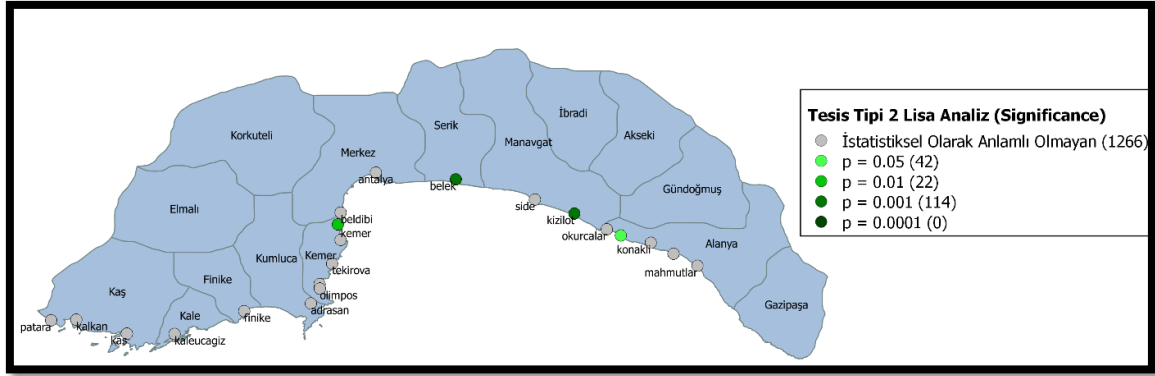 İbradi
Serik
Akseki
Korkuteli
Manavgat
Merkez
antalya
belek
Gündoğmuş
Elmalı
side
beldibi
kizilot
kemer
okurcalar
Alanya
konakli
Kumluca
Kemer
tekirova
mahmutlar
Finike
Kaş
olimpos
Gazipaşa
adrasan
Kale
finike
patara
kalkan
kas
kaleucagiz
Tesis Tipi 2 Lisa Analiz (Significance)
İstatistiksel Olarak Anlamlı Olmayan (1266)
p = 0.05 (42)
p = 0.01 (22)
p = 0.001 (114)
p = 0.0001 (0)